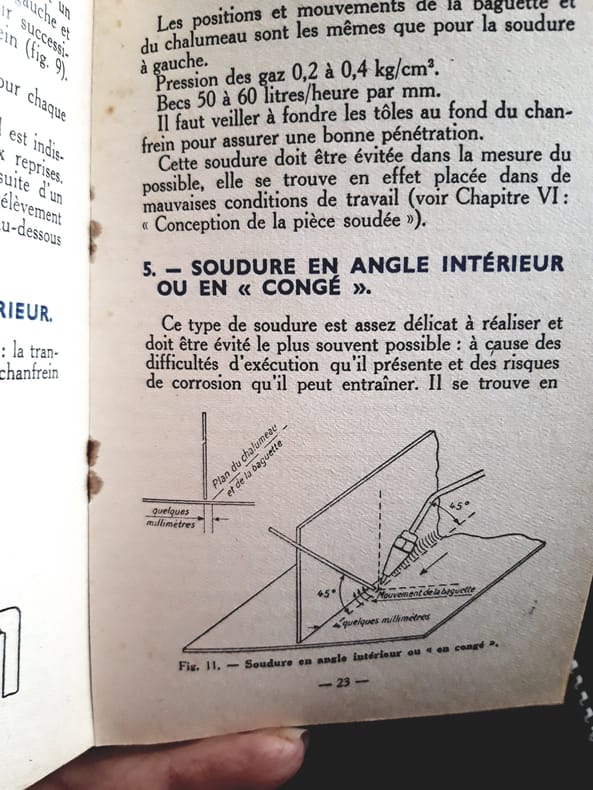 un
gauche et
ir successi-
ein (fig. 9).
our chaque
est indis-
x reprises.
suite d'un
élèvement
au-dessous
RIEUR.
: la tran-
chanfrein
Les positions et mouvements de la baguette et
du chalumeau sont les mêmes que pour la soudure
à gauche.
Pression des gaz 0,2 à 0,4 kg/cm².
Becs 50 à 60 litres/heure par mm.
Il faut veiller à fondre les tôles au fond du chan-
frein pour assurer une bonne pénétration.
Cette soudure doit être évitée dans la mesure du
possible, elle se trouve en effet placée dans de
mauvaises conditions de travail (voir Chapitre VI :
« Conception de la pièce soudée »).
5. — SOUDURE EN ANGLE INTÉRIEUR
OU EN « CONGÉ ».
Ce type de soudure est assez délicat à réaliser et
doit être évité le plus souvent possible : à cause des
difficultés d'exécution qu'il présente et des risques
de corrosion qu'il peut entraîner. Il se trouve en
Plan du chalumeau
et de la baguette
quelques
millimètres
45°
45°
Mouvement de la baguette
quelques millimètres
Fig. 11. — Soudure en angle intérieur ou « en congé ».
— 23 —